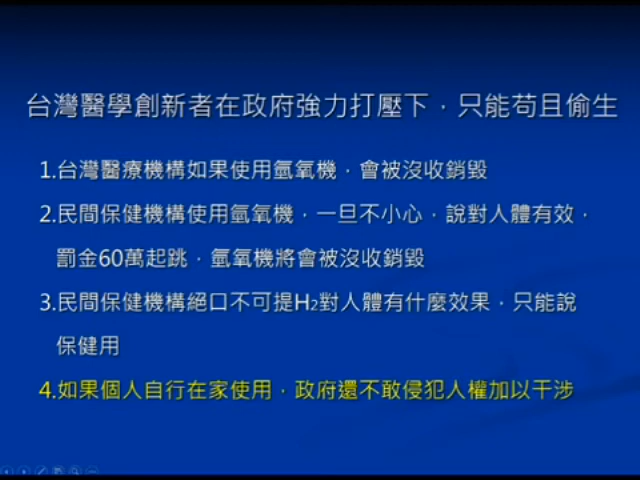 台灣醫學創新者在政府強力打壓下，只能苟且偷生
1.台灣醫療機構如果使用氫氧機，會被沒收銷毀
2.民間保健機構使用氫氧機，一旦不小心，說對人體有效，
罰金60萬起跳，氫氧機將會被沒收銷毀
3.民間保健機構絕口不可提H2對人體有什麼效果，只能說
保健用
4.如果個人自行在家使用，政府還不敢侵犯人權加以干涉